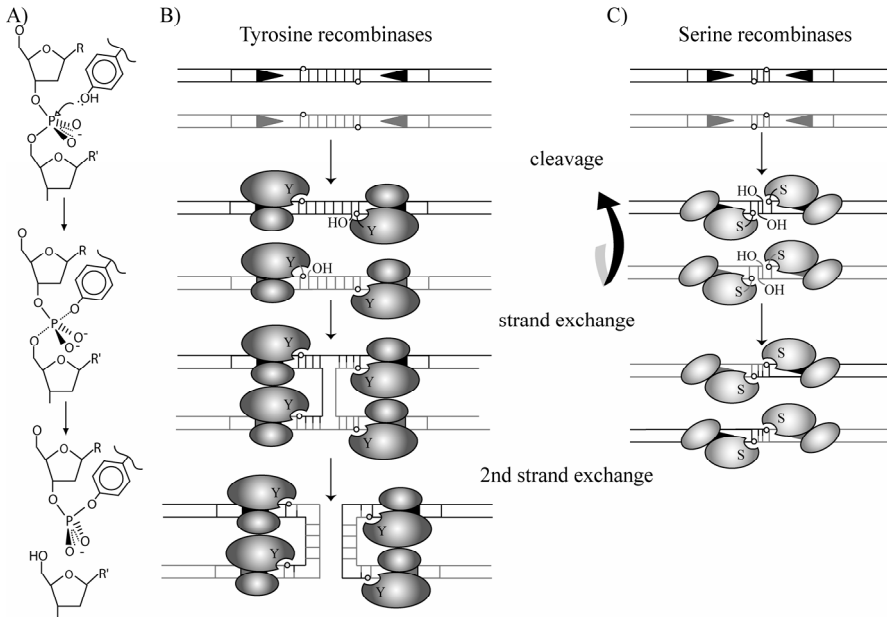 A)
O
O
R
O
OH
P
O
O
O-
O
R'
O
O
R
O
O
P
O-
O
O-
O
R'
O
O
R
O
O
P
O
O-
HO
O
R'
B)
Tyrosine recombinases
Y
HO
Y
Y
OH
Y
Y
Y
Y
Y
Y
Y
Y
C)
Serine recombinases
cleavage
strand exchange
2nd strand exchange
HO
S
S
OH
HO
S
S
OH
S
S
S
S